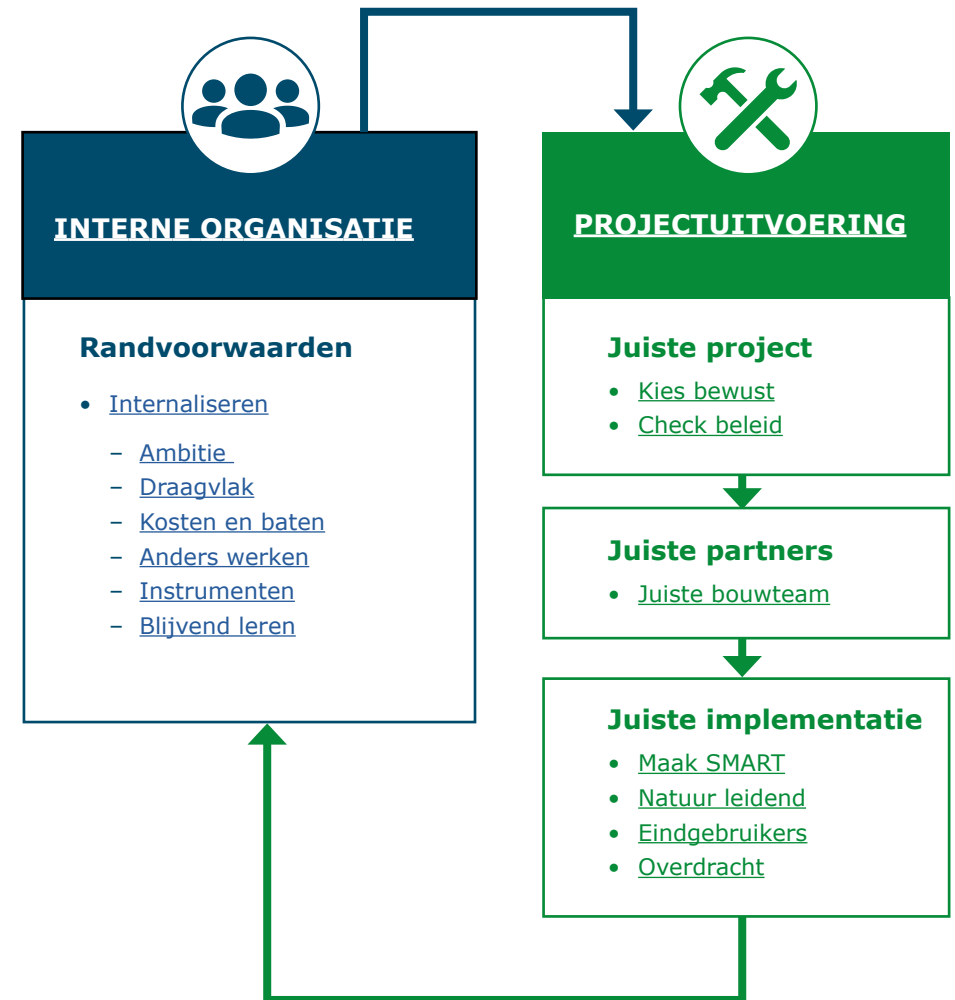 INTERNE ORGANISATIE
Randvoorwaarden
• Internaliseren
– Ambitie
– Draagvlak
– Kosten en baten
– Anders werken
– Instrumenten
– Blijvend leren
PROJECTUITVOERING
Juiste project
• Kies bewust
• Check beleid
Juiste partners
• Juiste bouwteam
Juiste implementatie
• Maak SMART
• Natuur leidend
• Eindgebruikers
• Overdracht